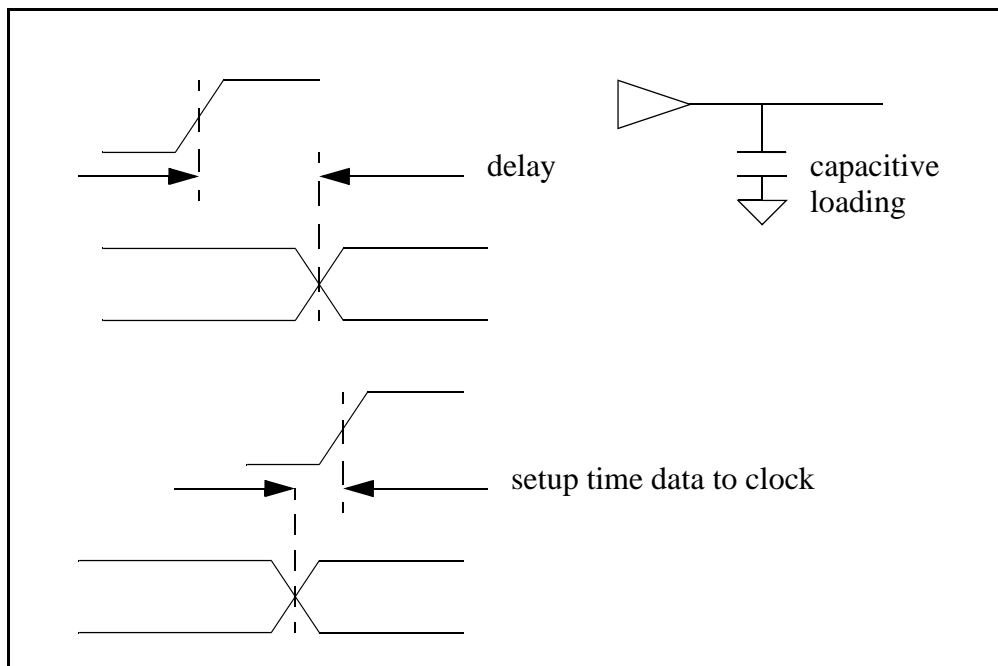 delay
capacitive
loading
setup time data to clock